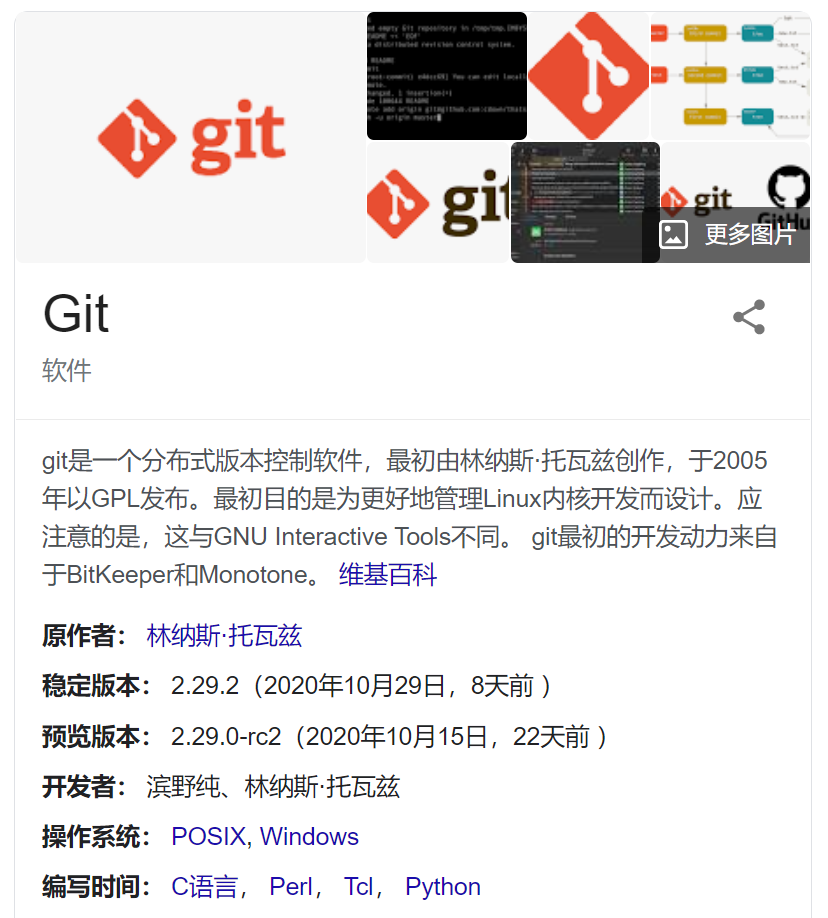 git
git
git
更多图片
Git
软件
git是一个分布式版本控制软件，最初由林纳斯·托瓦兹创作，于2005
年以GPL发布。最初目的是为更好地管理Linux内核开发而设计。应
注意的是，这与GNU Interactive Tools不同。 git最初的开发动力来自
于BitKeeper和Monotone。 维基百科
原作者： 林纳斯·托瓦兹
稳定版本： 2.29.2（2020年10月29日，8天前 ）
预览版本： 2.29.0-rc2（2020年10月15日，22天前 ）
开发者： 滨野纯、林纳斯·托瓦兹
操作系统： POSIX, Windows
编写时间： C语言， Perl， Tcl， Python